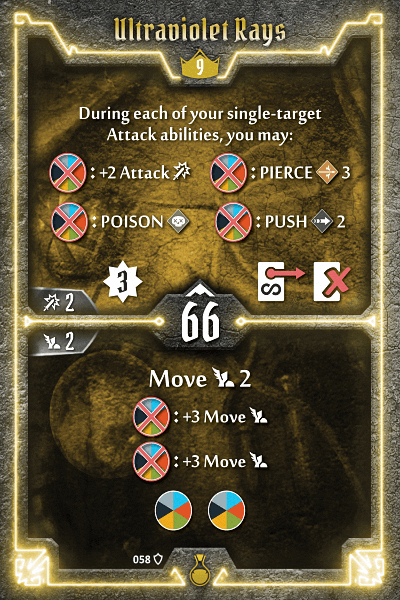 Ultraviolet Rays
9
During each of your single-target
Attack abilities, you may:
: +2 Attack : PIERCE 3
: POISON : PUSH 2
3 S
2
66
2
Move 2
: +3 Move
: +3 Move
058